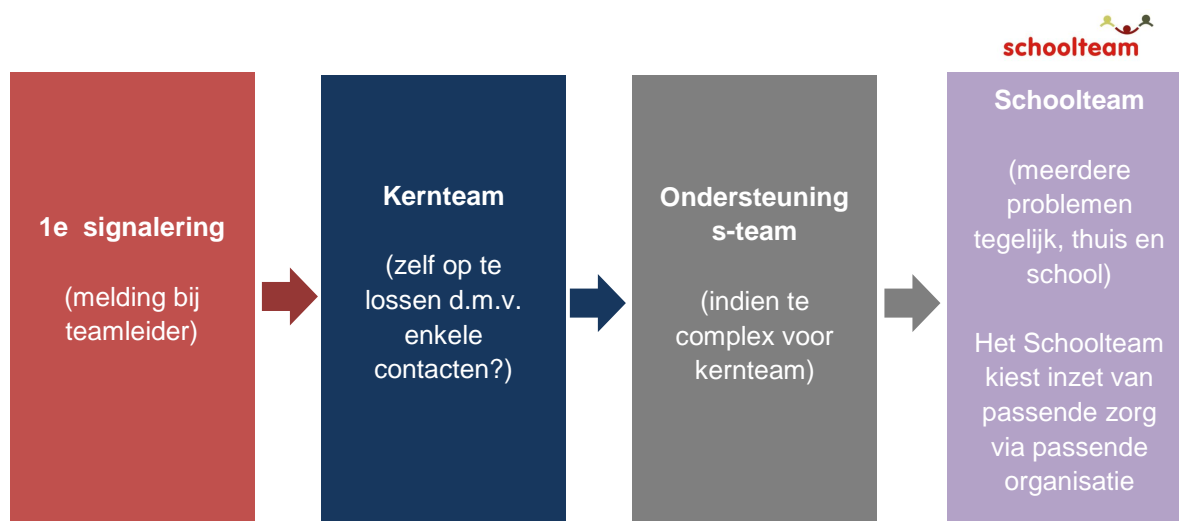 1e signalering
(melding bij
teamleider)
Kernteam
(zelf op te
lossen d.m.v.
enkele
contacten?)
Ondersteuning
s-team
(indien te
complex voor
kernteam)
schoolteam
Schoolteam
(meerdere
problemen
tegelijk, thuis en
school)
Het Schoolteam
kiest inzet van
passende zorg
via passende
organisatie